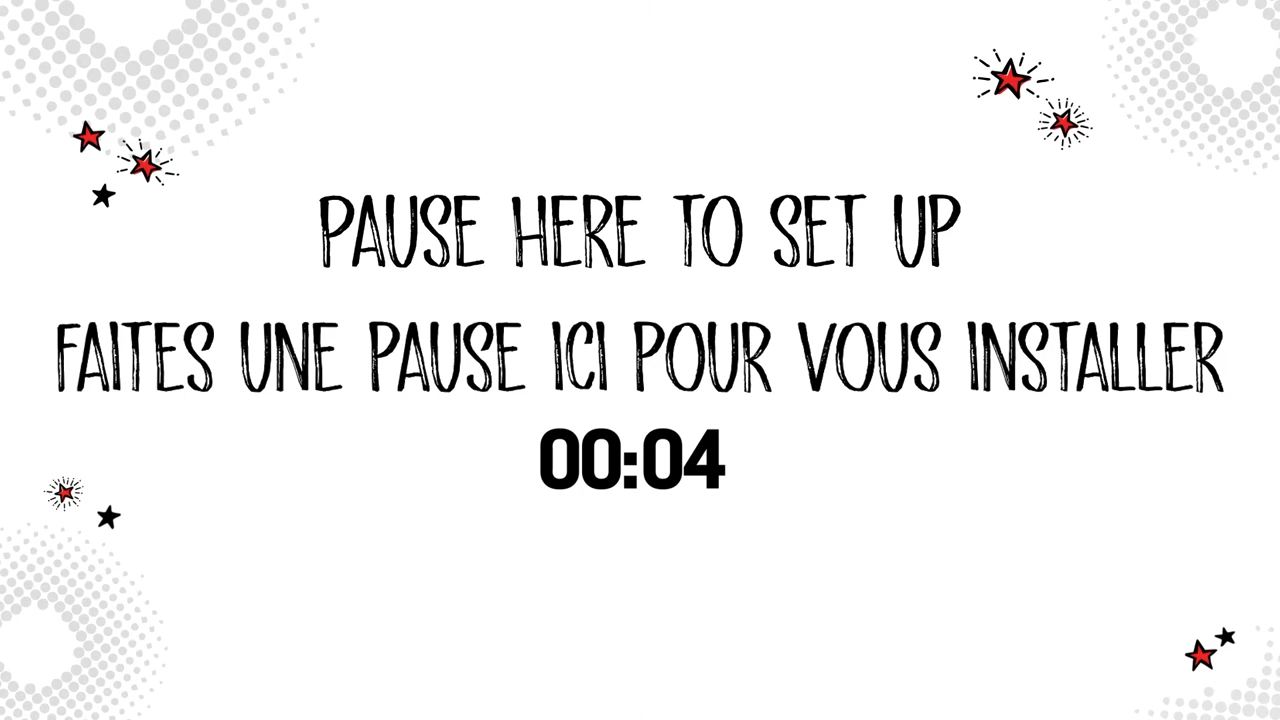 PAUSE HERE TO SET UP
FAITES UNE PAUSE ICI POUR VOUS INSTALLER
00:04